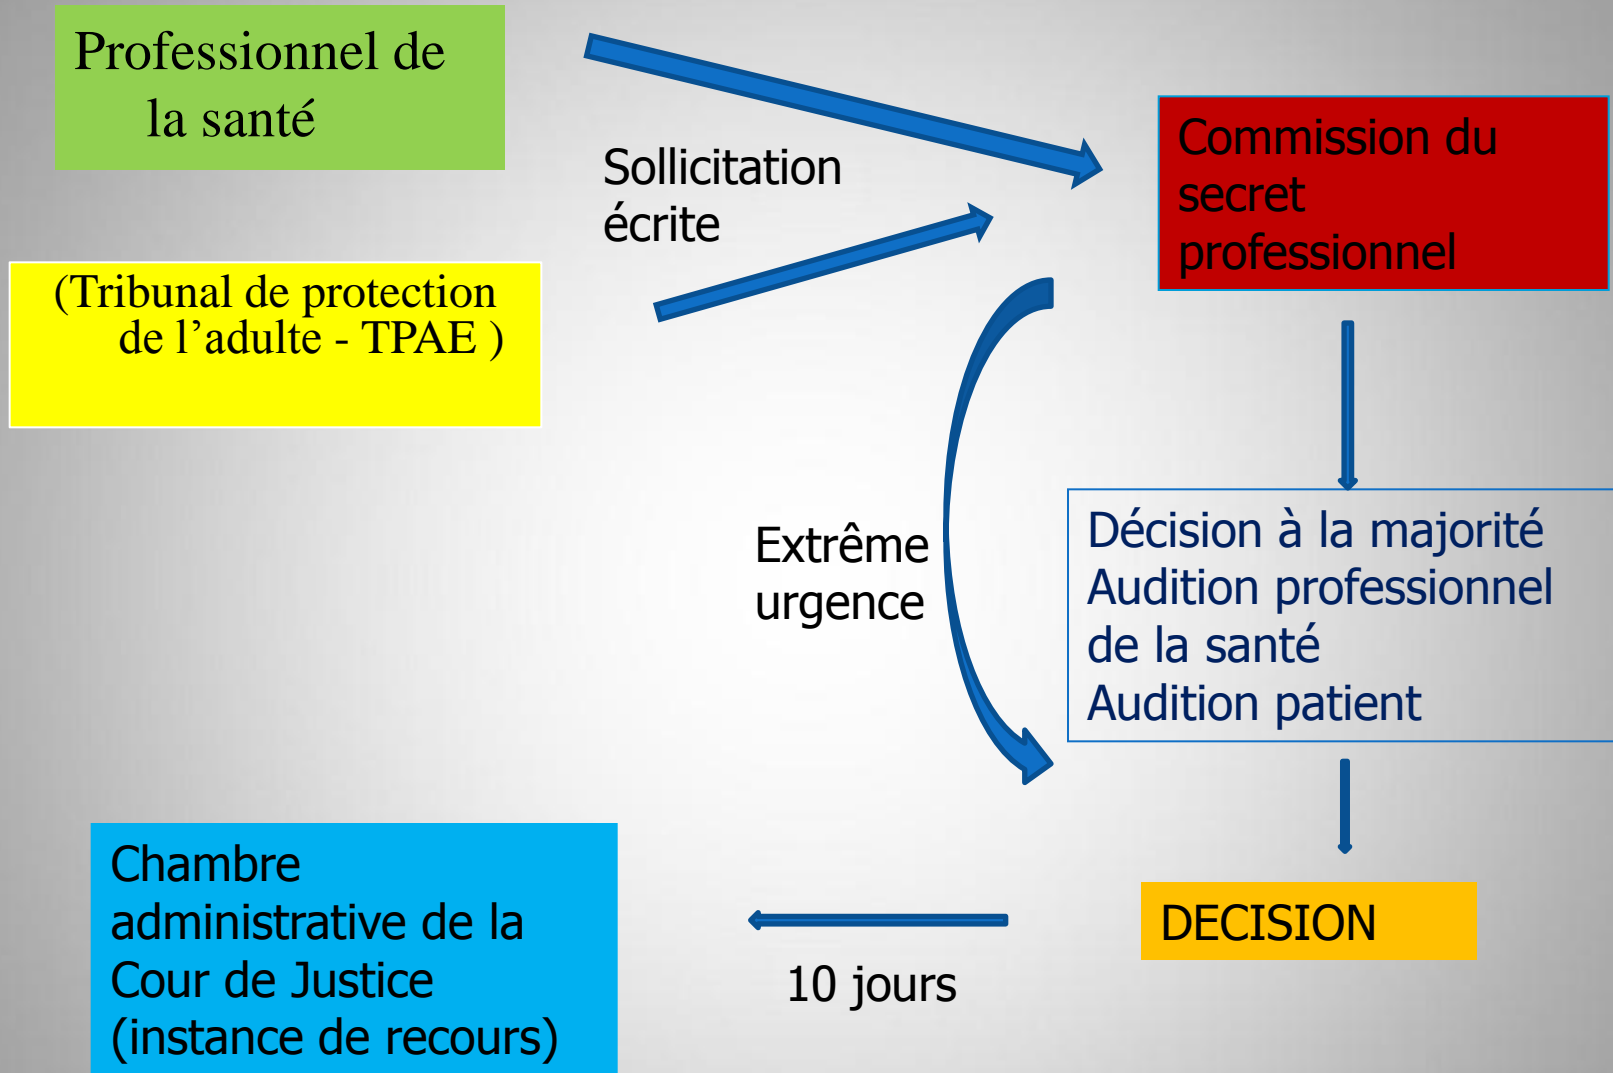 Professionnel de
la santé
Sollicitation
écrite
Commission du
secret
professionnel
(Tribunal de protection
de l’adulte - TPAE )
Extrême
urgence
Décision à la majorité
Audition professionnel
de la santé
Audition patient
Chambre
administrative de la
Cour de Justice
(instance de recours)
10 jours
DECISION